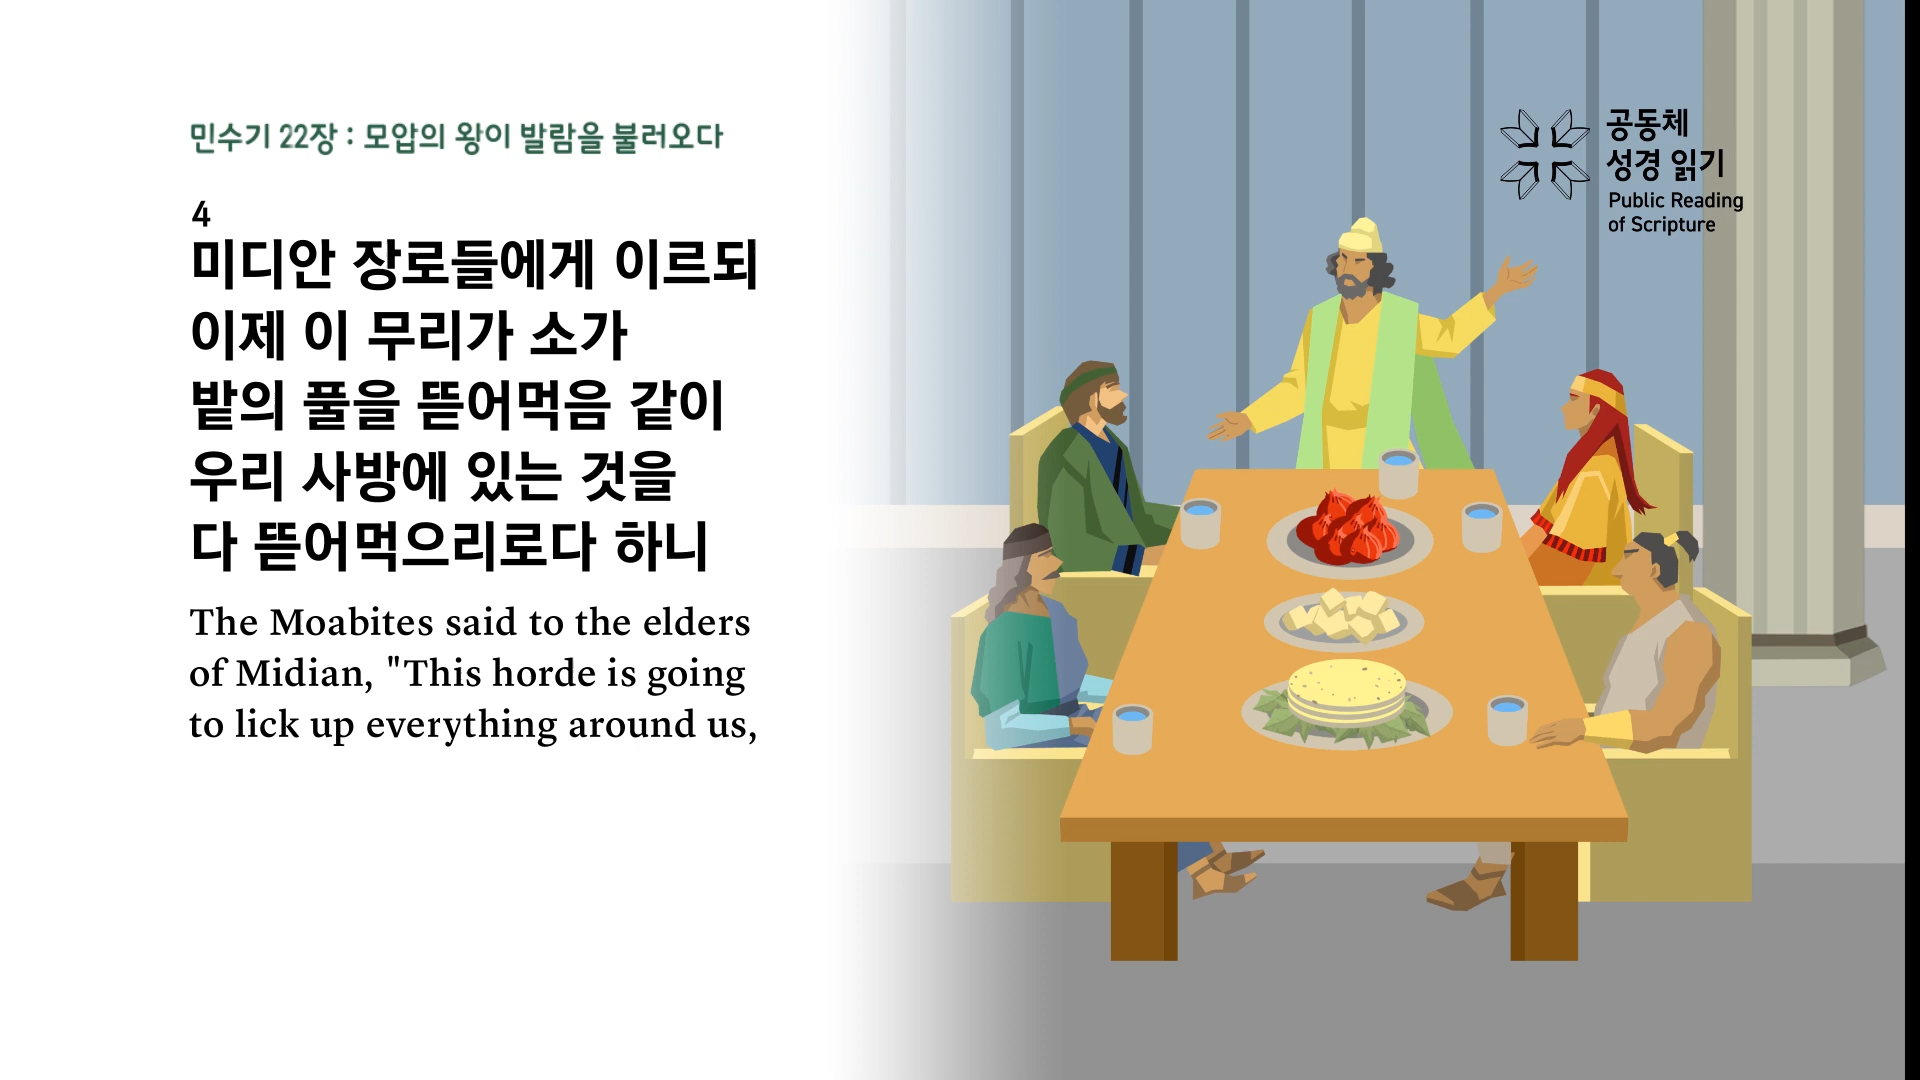 민수기 22장 : 모압의 왕이 발람을 불러오다
4
미디안 장로들에게 이르되
이제 이 무리가 소가
밭의 풀을 뜯어먹음 같이
우리 사방에 있는 것을
다 뜯어먹으리로다 하니
The Moabites said to the elders
of Midian, "This horde is going
to lick up everything around us,
공동체
성경 읽기
Public Reading
of Scripture